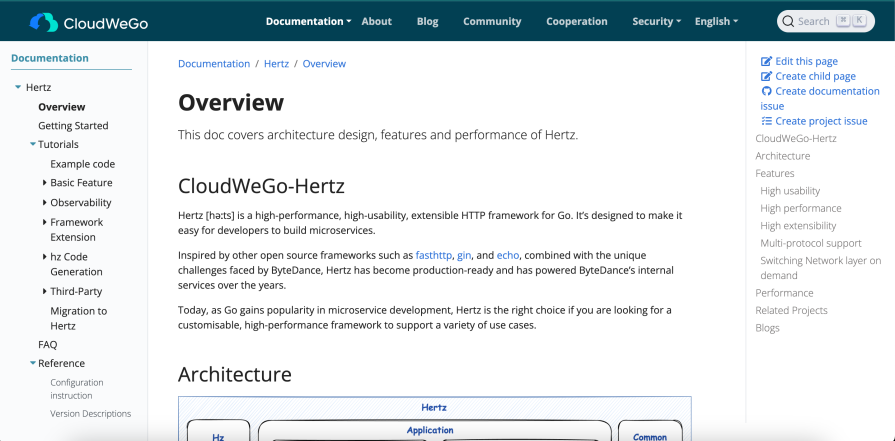 CloudWeGo
Documentation
About
Blog
Community
Cooperation
Security
English
Search ⌘ K
Documentation
Hertz
Overview
Getting Started
Tutorials
Example code
Basic Feature
Observability
Framework
Extension
hz Code
Generation
Third-Party
Migration to
Hertz
FAQ
Reference
Configuration
instruction
Version Descriptions
Documentation / Hertz / Overview
Overview
This doc covers architecture design, features and performance of Hertz.
CloudWeGo-Hertz
Hertz [həːts] is a high-performance, high-usability, extensible HTTP framework for Go. It’s designed to make it
easy for developers to build microservices.
Inspired by other open source frameworks such as fasthttp, gin, and echo, combined with the unique
challenges faced by ByteDance, Hertz has become production-ready and has powered ByteDance’s internal
services over the years.
Today, as Go gains popularity in microservice development, Hertz is the right choice if you are looking for a
customisable, high-performance framework to support a variety of use cases.
Architecture
Hertz
Hz
Application
Common
Edit this page
Create child page
Create documentation
issue
Create project issue
CloudWeGo-Hertz
Architecture
Features
High usability
High performance
High extensibility
Multi-protocol support
Switching Network layer on
demand
Performance
Related Projects
Blogs